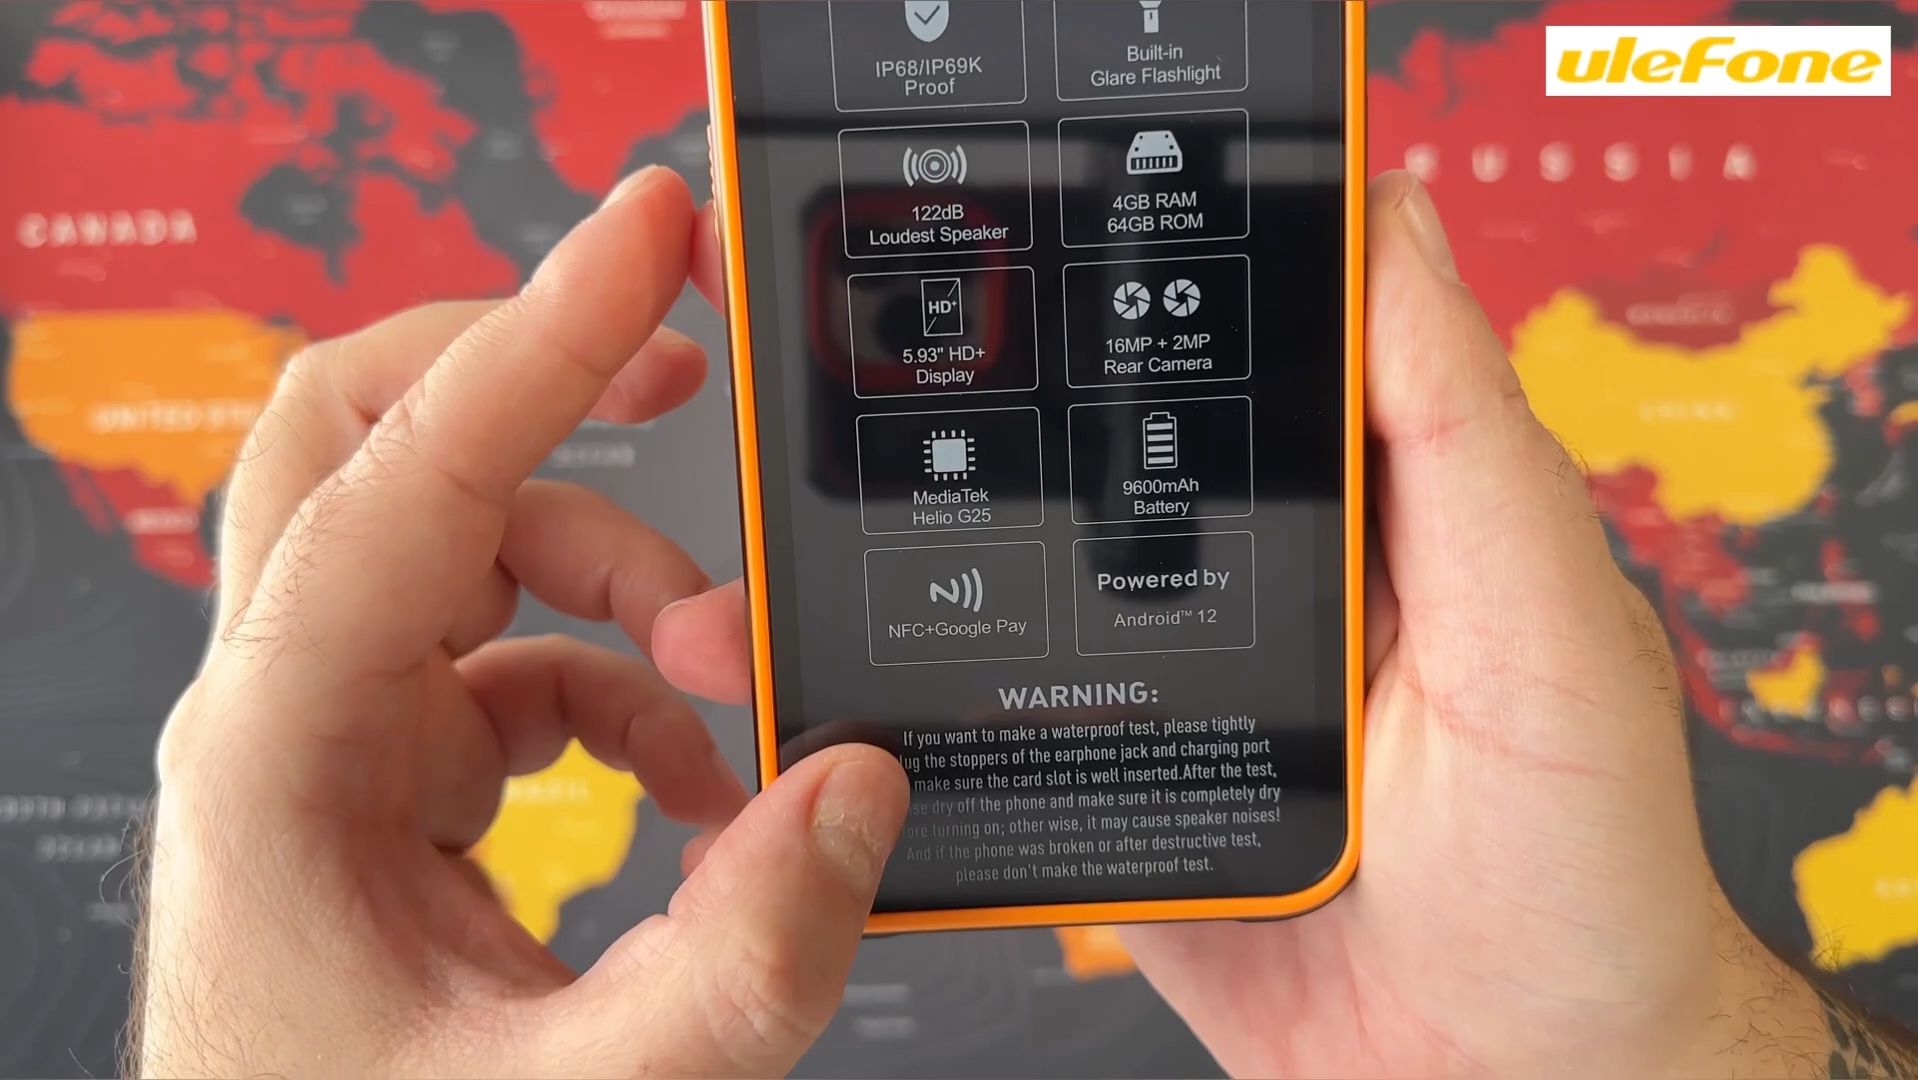 uleFone
IP68/IP69K
Proof
Built-in
Glare Flashlight
RUSSIA
CANADA
122dB
Loudest Speaker
4GB RAM
64GB ROM
HD+
5.93" HD+
Display
16MP + 2MP
Rear Camera
UNITED
MediaTek
Helio G25
9600mAh
Battery
NFC+Google Pay
Powered by
Android™ 12
WARNING:
If you want to make a waterproof test, please tightly
the stoppers of the earphone jack and charging port
make sure the card slot is well inserted.After the test,
dry off the phone and make sure it is completely dry
turning on; other wise, it may cause speaker noises!
And if the phone was broken or after destructive test,
please don't make the waterproof test.